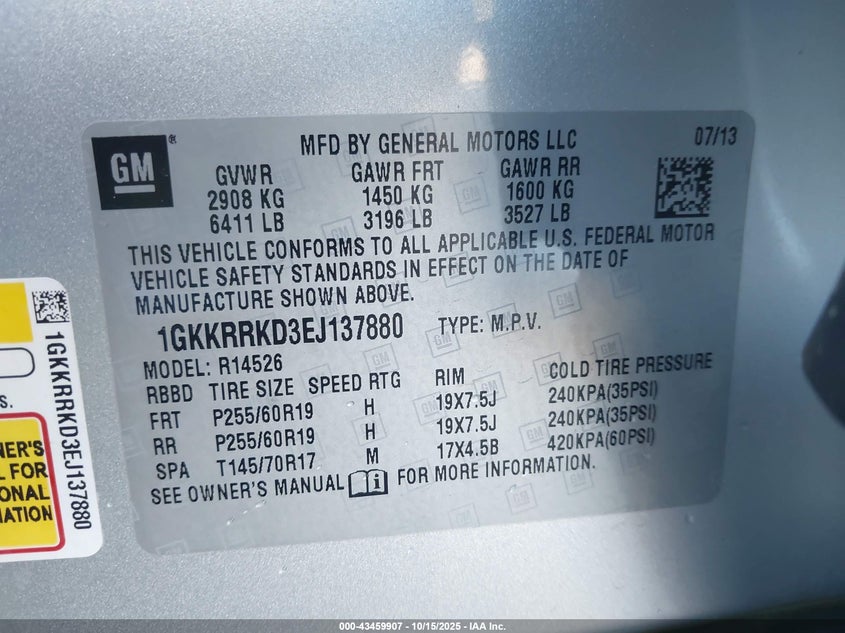 GM ®
MFD BY GENERAL MOTORS LLC 07/13
GVWR GAWR FRT GAWR RR
2908 KG 1450 KG 1600 KG
6411 LB 3196 LB 3527 LB
THIS VEHICLE CONFORMS TO ALL APPLICABLE U.S. FEDERAL MOTOR
VEHICLE SAFETY STANDARDS IN EFFECT ON THE DATE OF
MANUFACTURE SHOWN ABOVE.
1GKKRRKD3EJ137880 TYPE: M.P.V.
MODEL: R14526
RBBD TIRE SIZE SPEED RTG RIM COLD TIRE PRESSURE
FRT P255/60R19 H 19X7.5J 240KPA(35PSI)
RR P255/60R19 H 19X7.5J 240KPA(35PSI)
SPA T145/70R17 M 17X4.5B 420KPA(60PSI)
SEE OWNER'S MANUAL FOR MORE INFORMATION.
1GKKRRKD3EJ137880
S.
NER'S
L FOR
ONAL
MATION
000-43459907 - 10/15/2025 - IAA Inc.